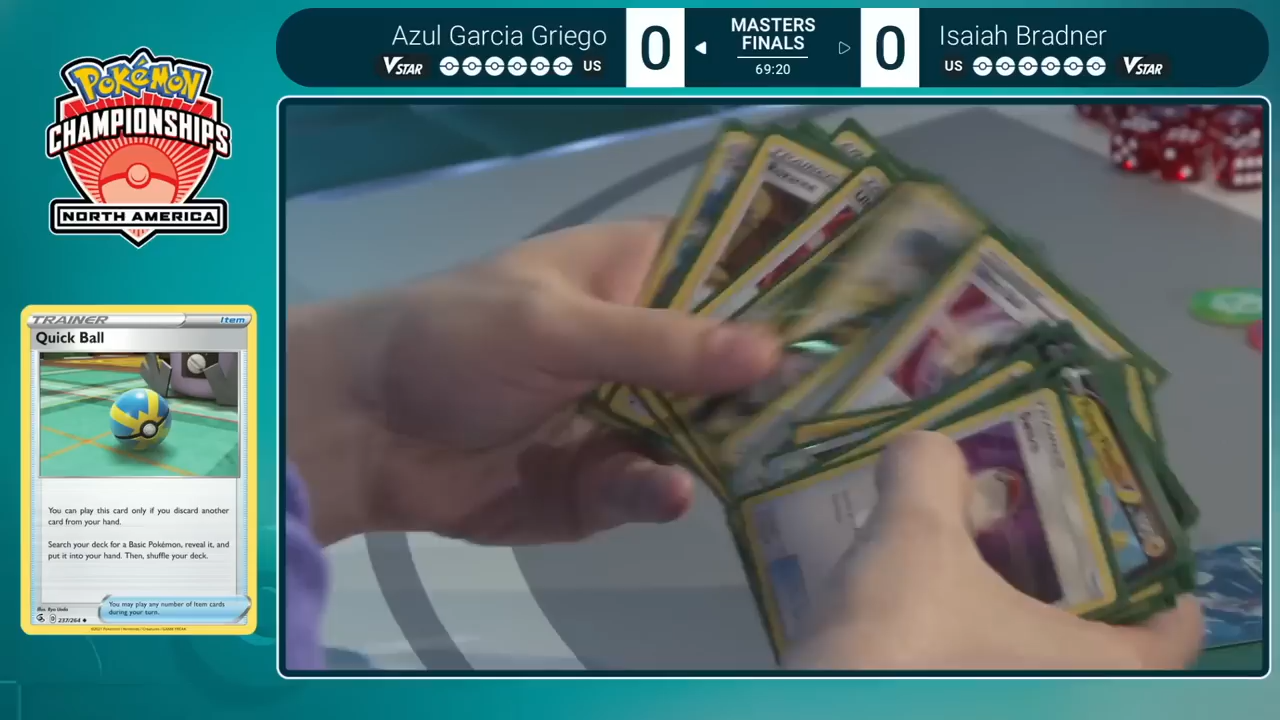 Azul Garcia Griego
0
MASTERS
FINALS
69:20
0
Isaiah Bradner
VSTAR
US
US
VSTAR
Pokémon
CHAMPIONSHIPS
NORTH AMERICA
TRAINER
Item
Quick Ball
You can play this card only if you discard another
card from your hand.
Search your deck for a Basic Pokémon, reveal it, and
put it into your hand. Then, shuffle your deck.
You may play any number of Item cards
during your turn.
237/264
TRAINER